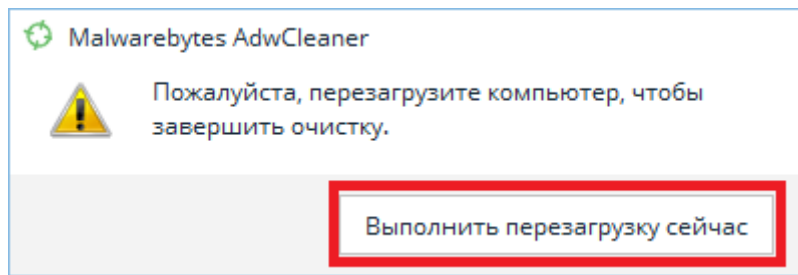 Malwarebytes AdwCleaner
Пожалуйста, перезагрузите компьютер, чтобы
завершить очистку.
Выполнить перезагрузку сейчас